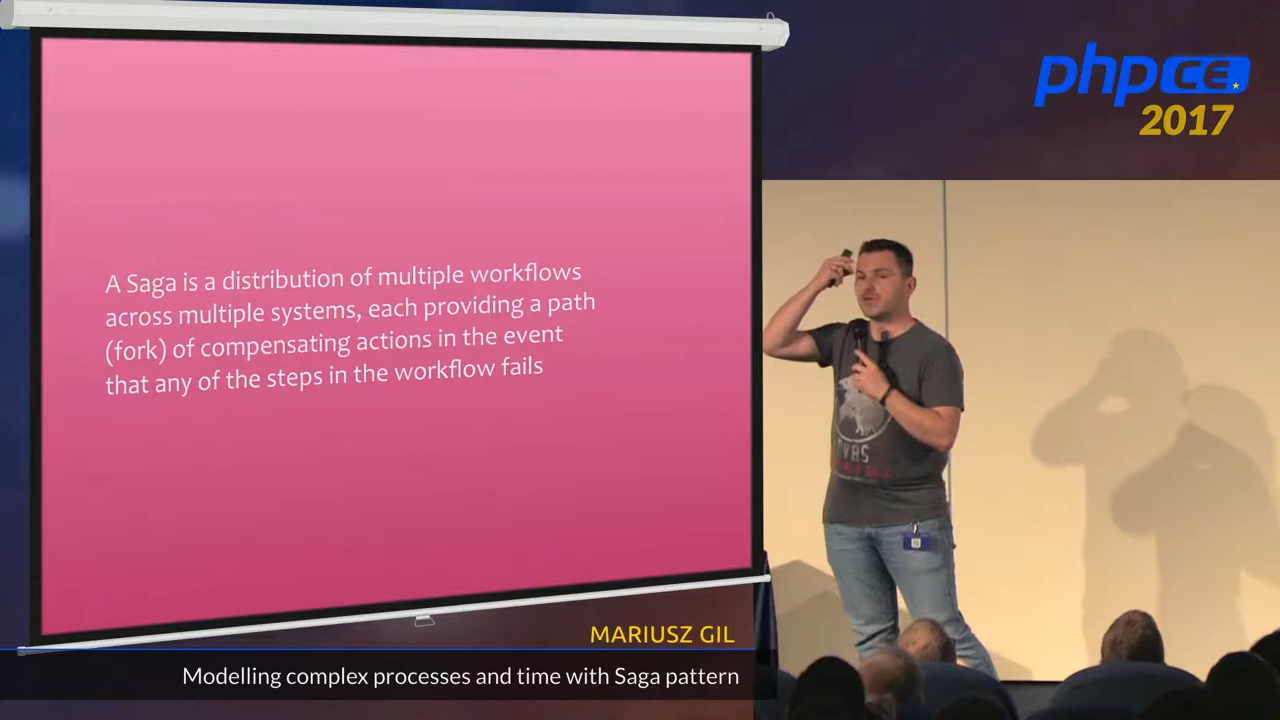 A Saga is a distribution of multiple workflows
across multiple systems, each providing a path
(fork) of compensating actions in the event
that any of the steps in the workflow fails
phpCE
2017
MARIUSZ GIL
Modelling complex processes and time with Saga pattern